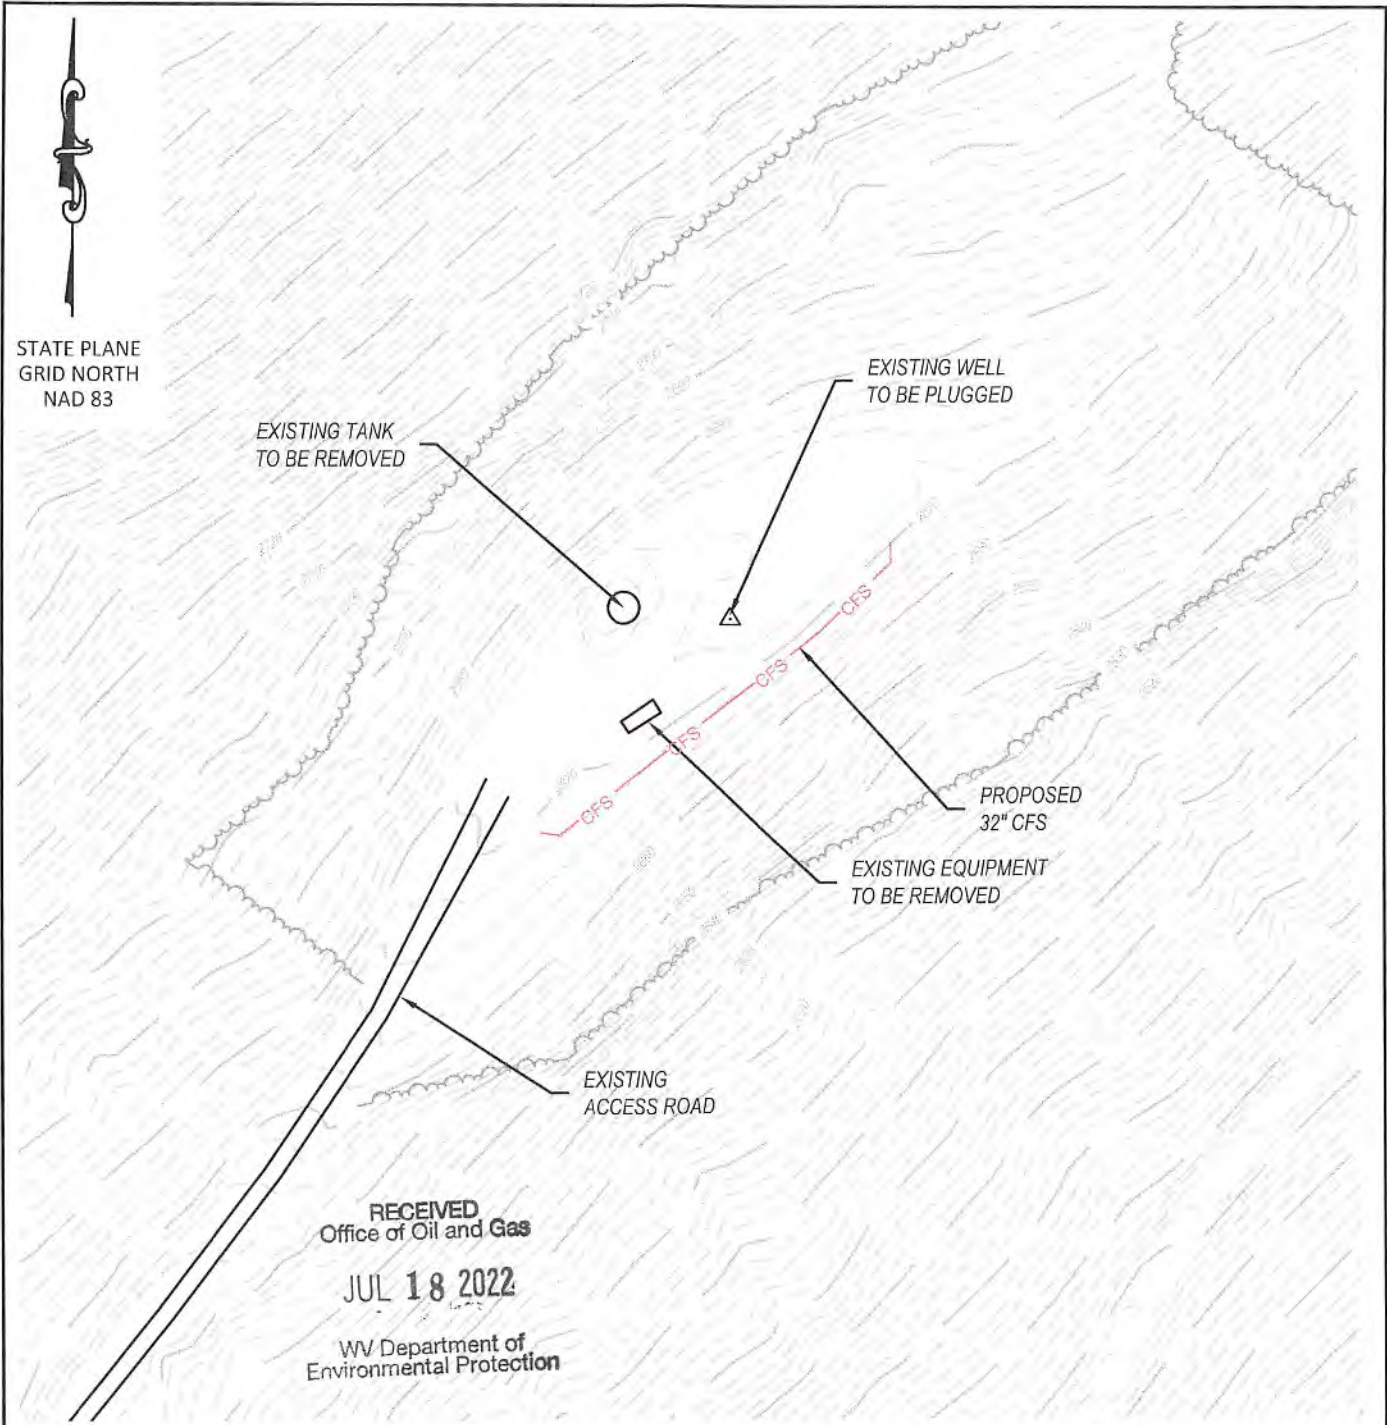 STATE PLANE
GRID NORTH
NAD 83
EXISTING WELL
TO BE PLUGGED
EXISTING TANK
TO BE REMOVED
CFS
CFS
CFS
CFS
PROPOSED
32" CFS
EXISTING EQUIPMENT
TO BE REMOVED
EXISTING
ACCESS ROAD
RECEIVED
Office of Oil and Gas
JUL 18 2022
WV Department of
Environmental Protection